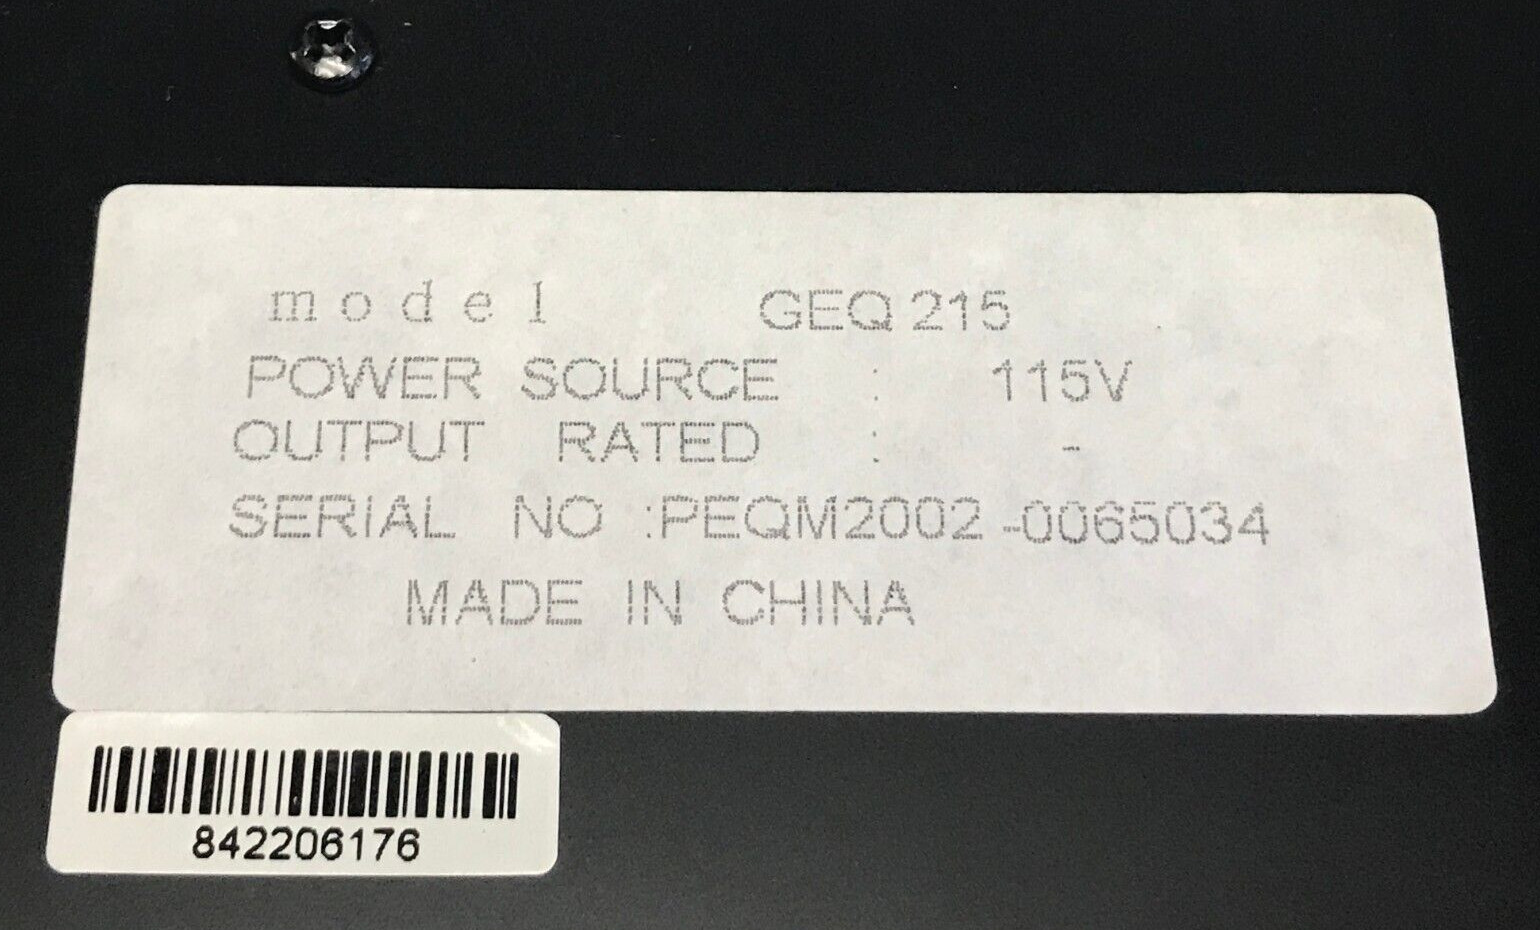 model GEQ 215
POWER SOURCE : 115V
OUTPUT RATED : -
SERIAL NO :PEQM2002-0065034
MADE IN CHINA
842206176